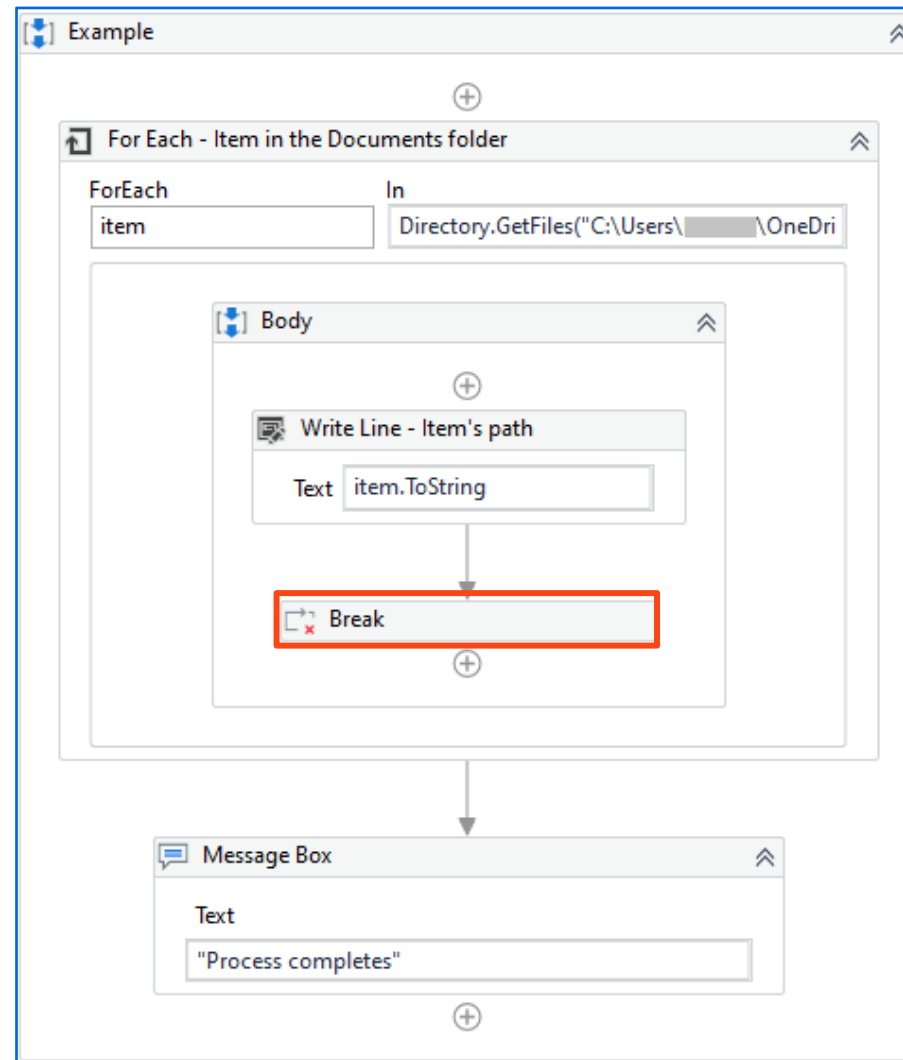 Example
For Each - Item in the Documents folder
ForEach In
item Directory.GetFiles("C:\Users\ \OneDri
Body
Write Line - Item's path
Text item.ToString
Break
Message Box
Text
"Process completes"